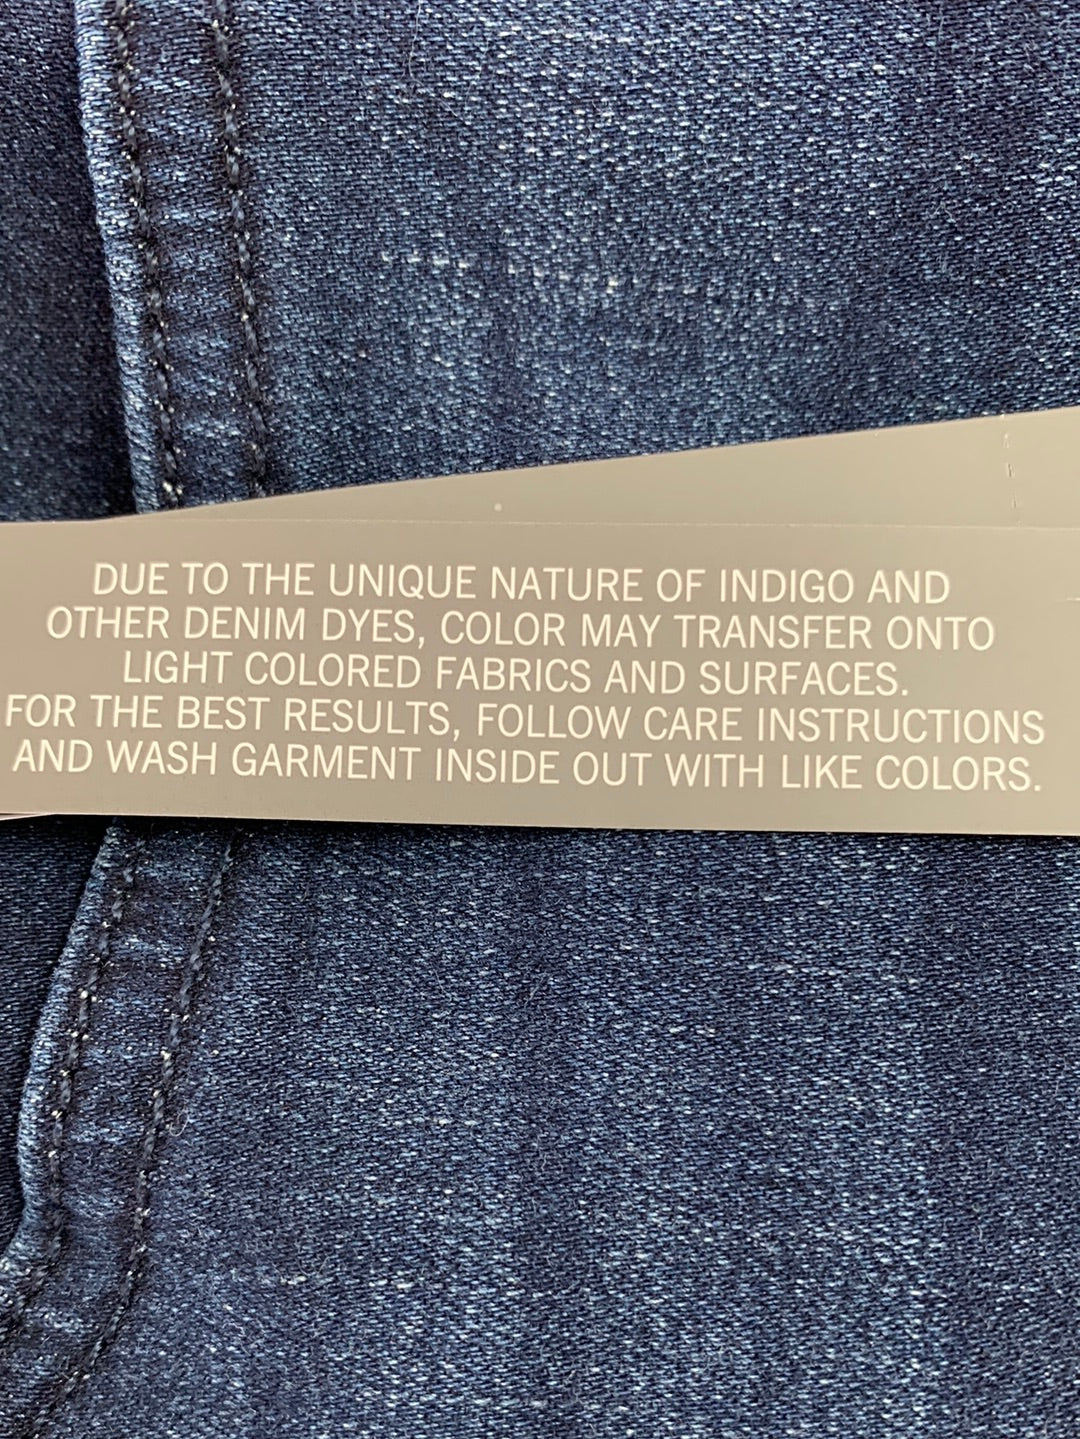 DUE TO THE UNIQUE NATURE OF INDIGO AND
OTHER DENIM DYES, COLOR MAY TRANSFER ONTO
LIGHT COLORED FABRICS AND SURFACES.
FOR THE BEST RESULTS, FOLLOW CARE INSTRUCTIONS
AND WASH GARMENT INSIDE OUT WITH LIKE COLORS.